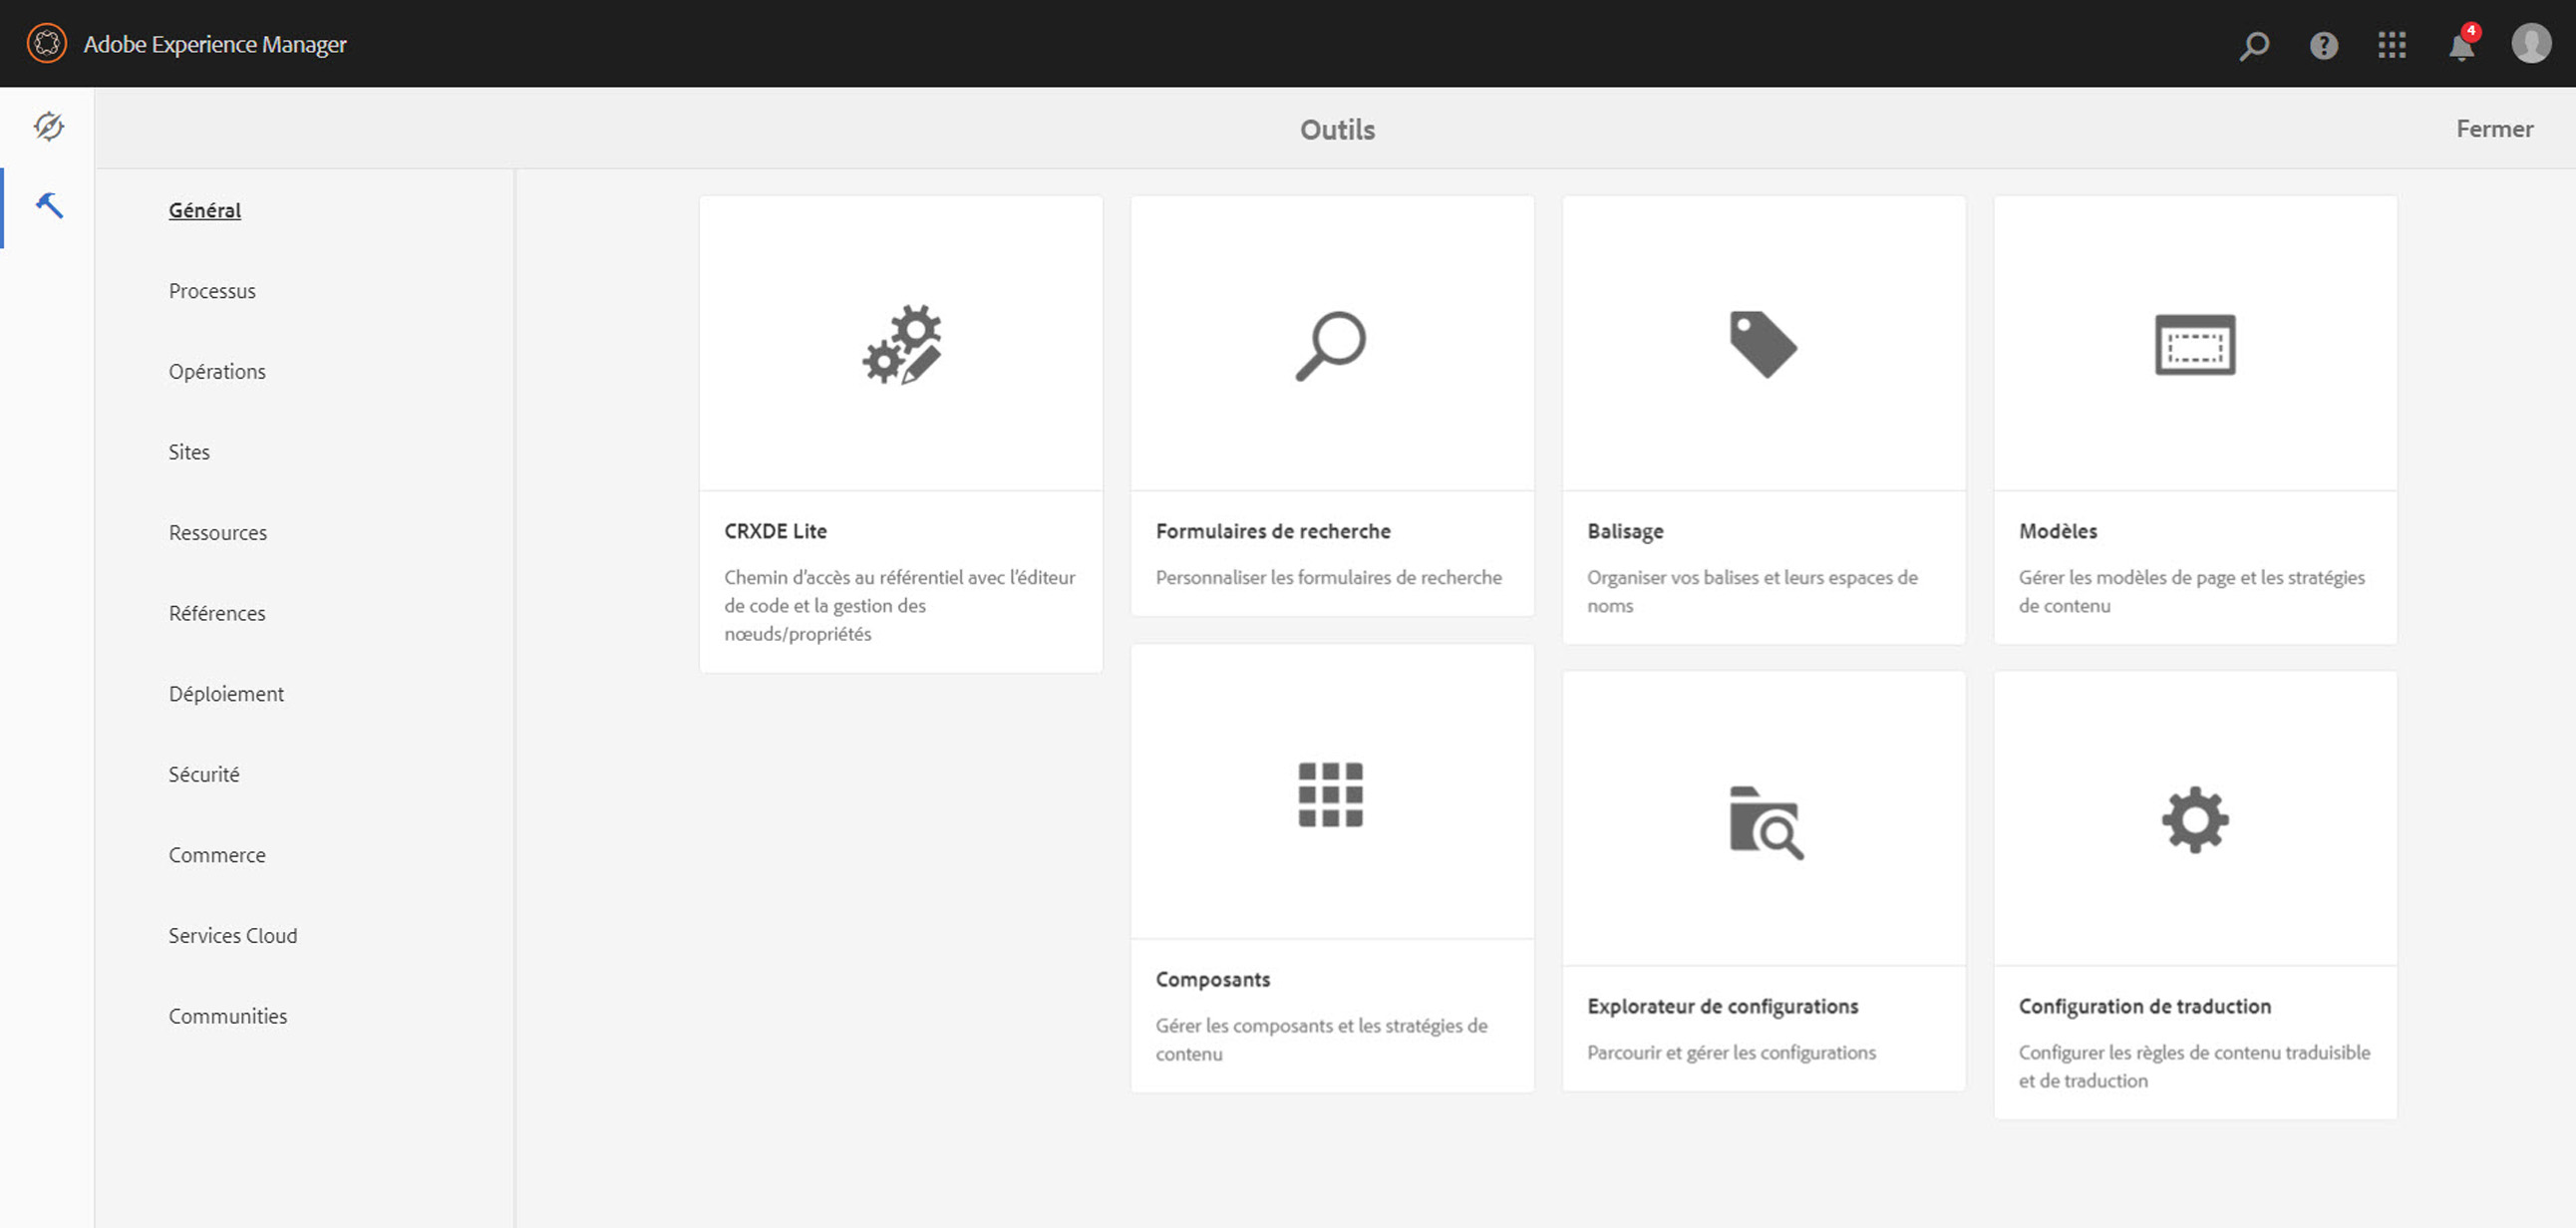 Adobe Experience Manager
4
Outils
Fermer
Général
Processus
Opérations
Sites
Ressources
Références
Déploiement
Sécurité
Commerce
Services Cloud
Communities
CRXDE Lite
Chemin d’accès au référentiel avec l’éditeur
de code et la gestion des
nœuds/propriétés
Formulaires de recherche
Personnaliser les formulaires de recherche
Balisage
Organiser vos balises et leurs espaces de
noms
Modèles
Gérer les modèles de page et les stratégies
de contenu
Composants
Gérer les composants et les stratégies de
contenu
Explorateur de configurations
Parcourir et gérer les configurations
Configuration de traduction
Configurer les règles de contenu traduisible
et de traduction